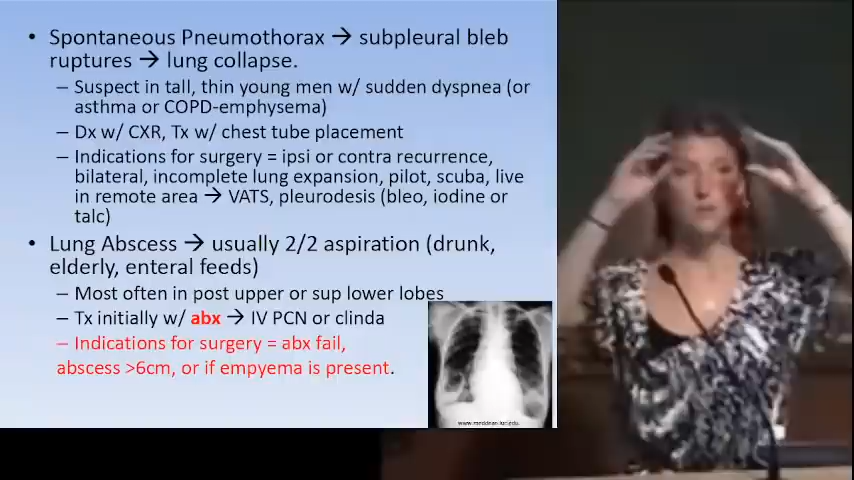 • Spontaneous Pneumothorax → subpleural bleb
ruptures → lung collapse.
– Suspect in tall, thin young men w/ sudden dyspnea (or
asthma or COPD-emphysema)
– Dx w/ CXR, Tx w/ chest tube placement
– Indications for surgery = ipsi or contra recurrence,
bilateral, incomplete lung expansion, pilot, scuba, live
in remote area → VATS, pleurodesis (bleo, iodine or
talc)
• Lung Abscess → usually 2/2 aspiration (drunk,
elderly, enteral feeds)
– Most often in post upper or sup lower lobes
– Tx initially w/ abx → IV PCN or clinda
– Indications for surgery = abx fail,
abscess >6cm, or if empyema is present.